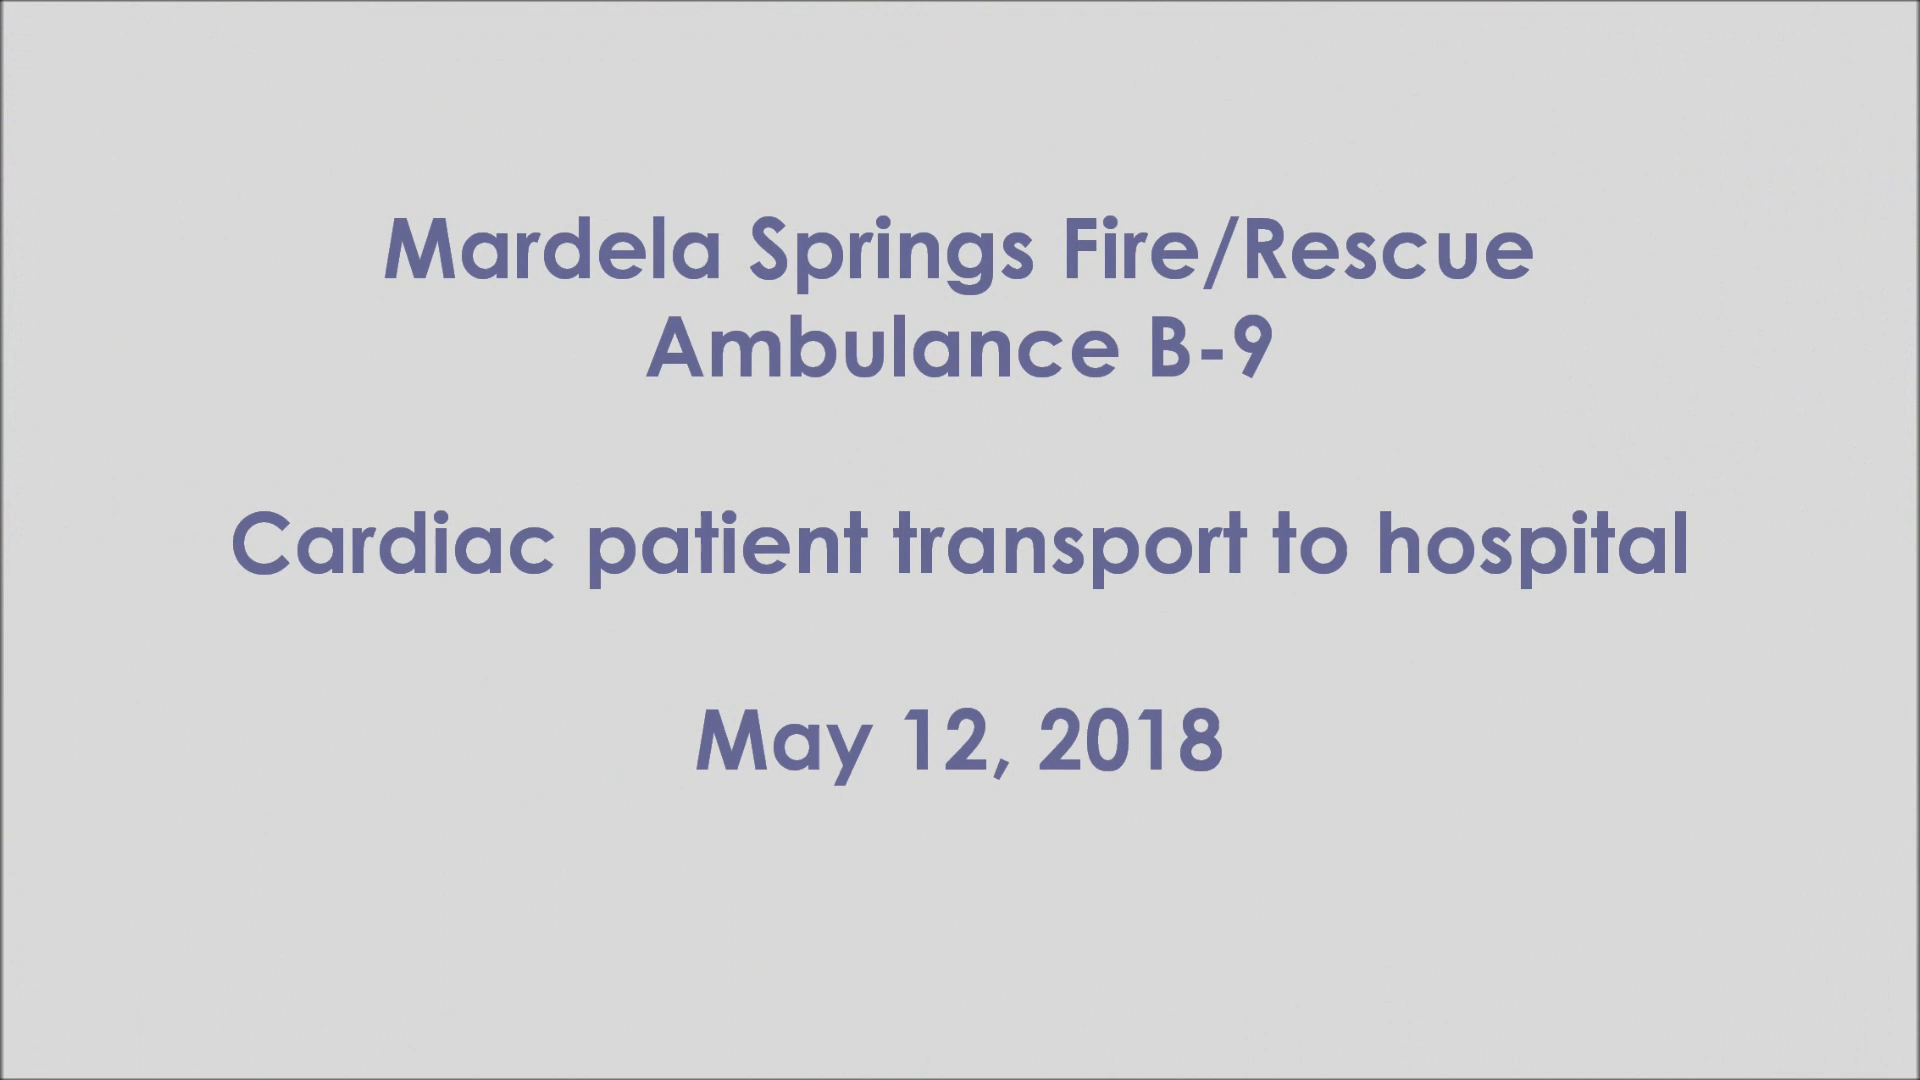 Mardela Springs Fire/Rescue
Ambulance B-9
Cardiac patient transport to hospital
May 12, 2018